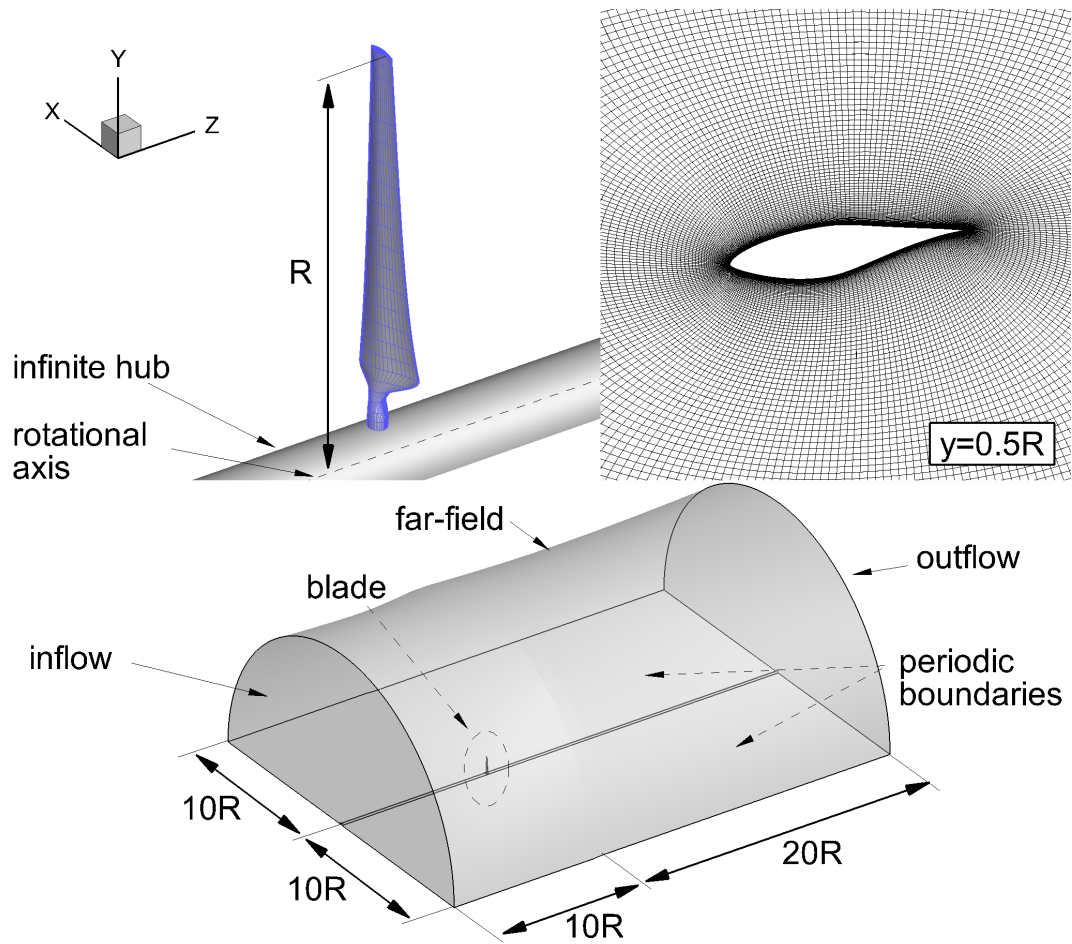 Y
X
Z
R
infinite hub
rotational
axis
y=0.5R
far-field
outflow
blade
inflow
periodic
boundaries
10R
20R
10R
10R